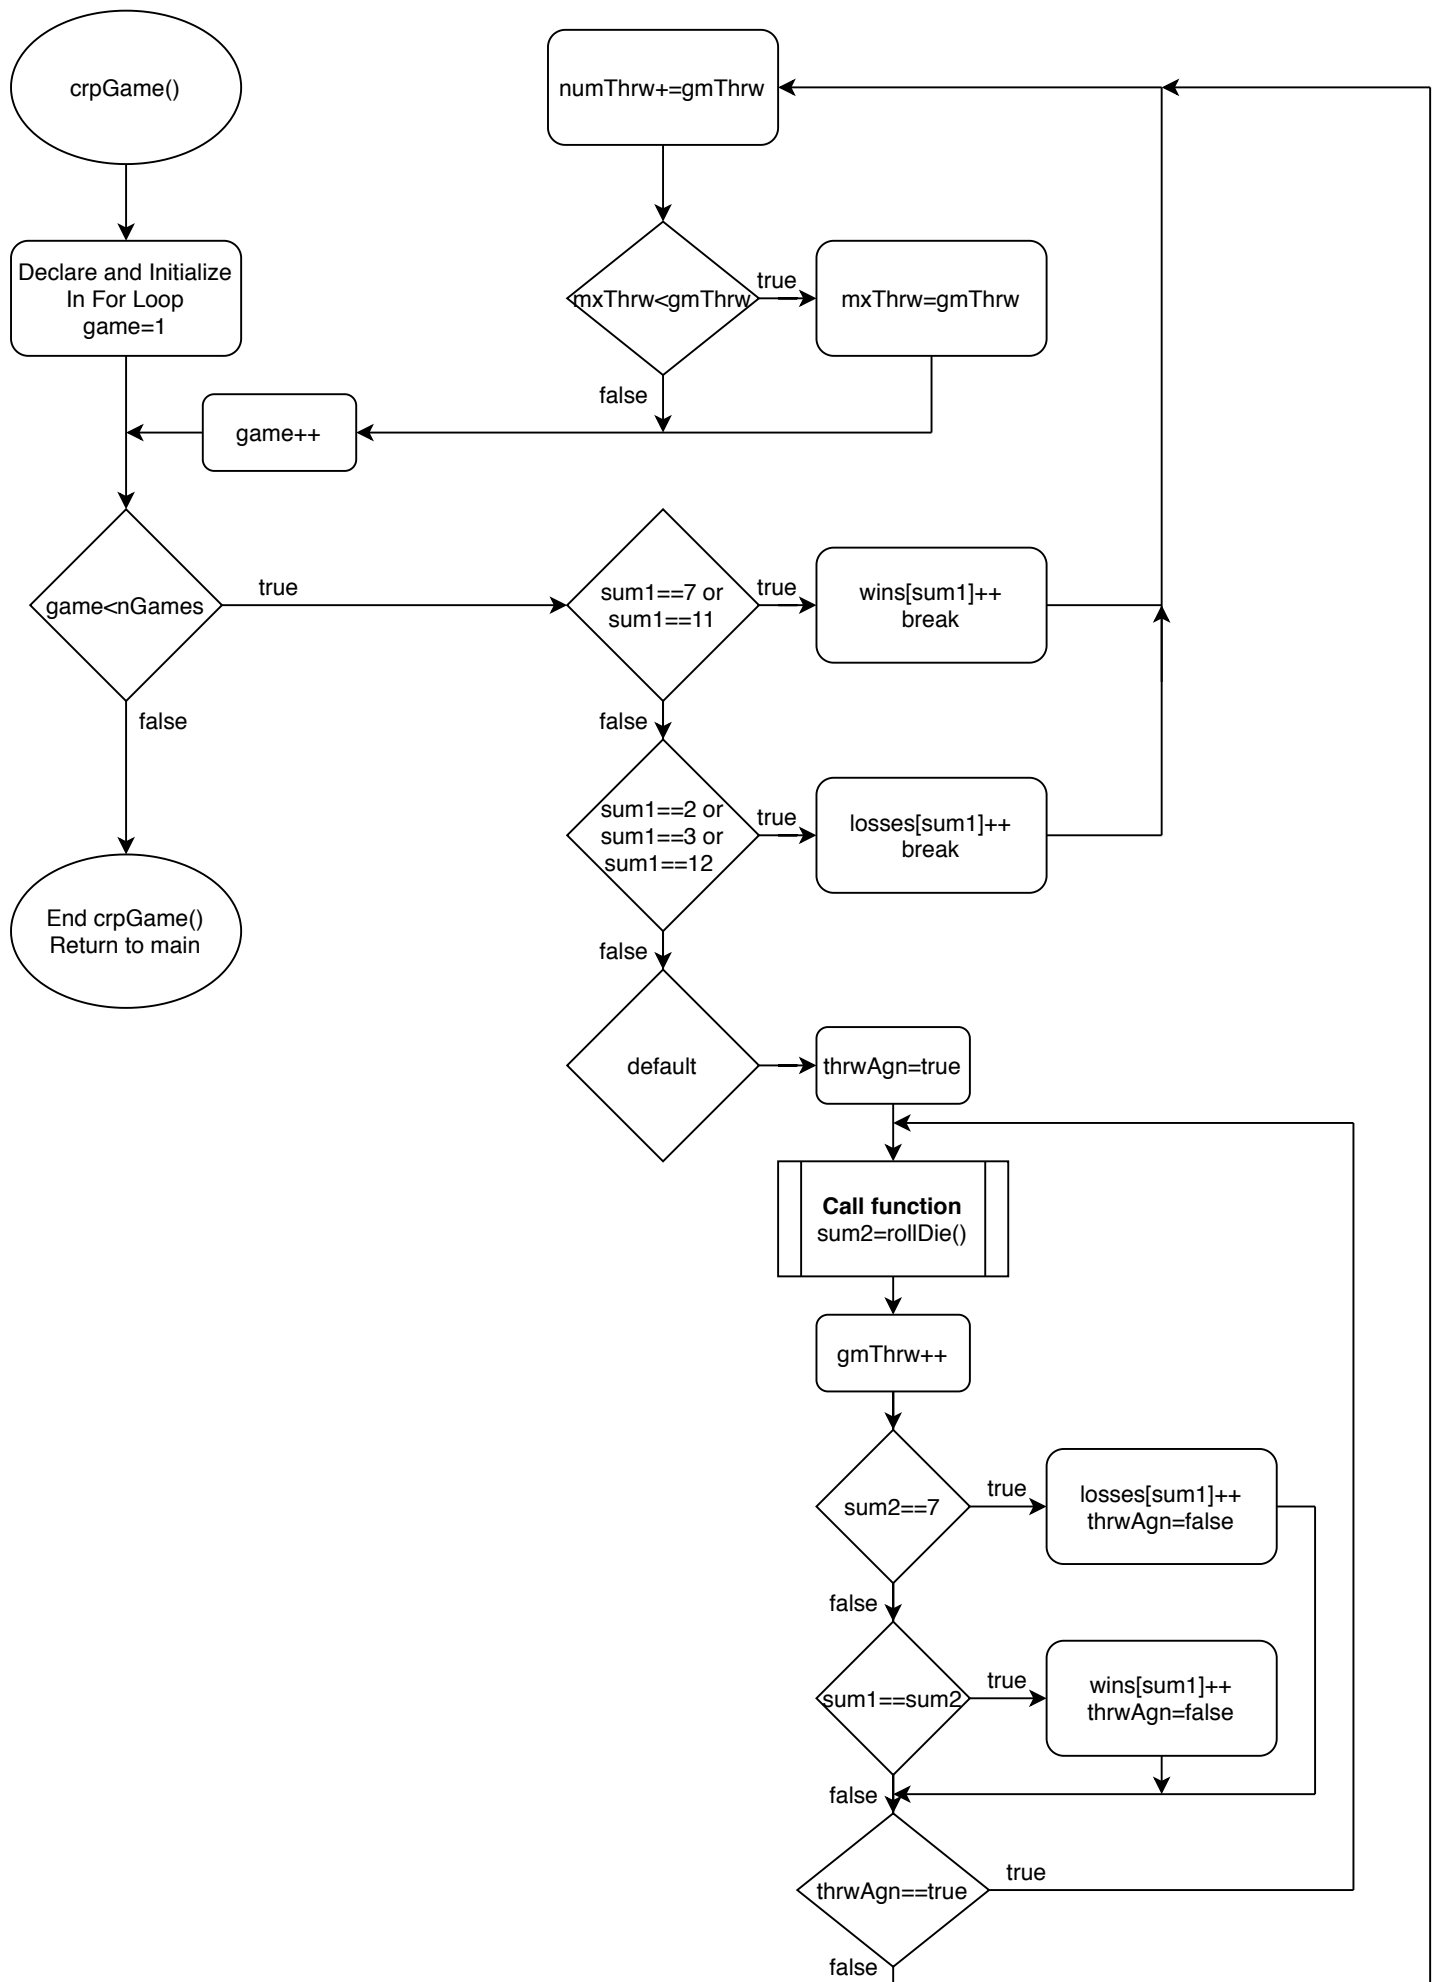 crpGame()
numThrw+=gmThrw
Declare and Initialize
In For Loop
game=1
mxThrw<gmThrw
true
mxThrw=gmThrw
false
game++
game<nGames
true
false
sum1==7 or
sum1==11
true
wins[sum1]++
break
false
sum1==2 or
sum1==3 or
sum1==12
true
losses[sum1]++
break
false
End crpGame()
Return to main
default
thrwAgn=true
Call function
sum2=rollDie()
gmThrw++
sum2==7
true
losses[sum1]++
thrwAgn=false
false
sum1==sum2
true
wins[sum1]++
thrwAgn=false
false
thrwAgn==true
true
false